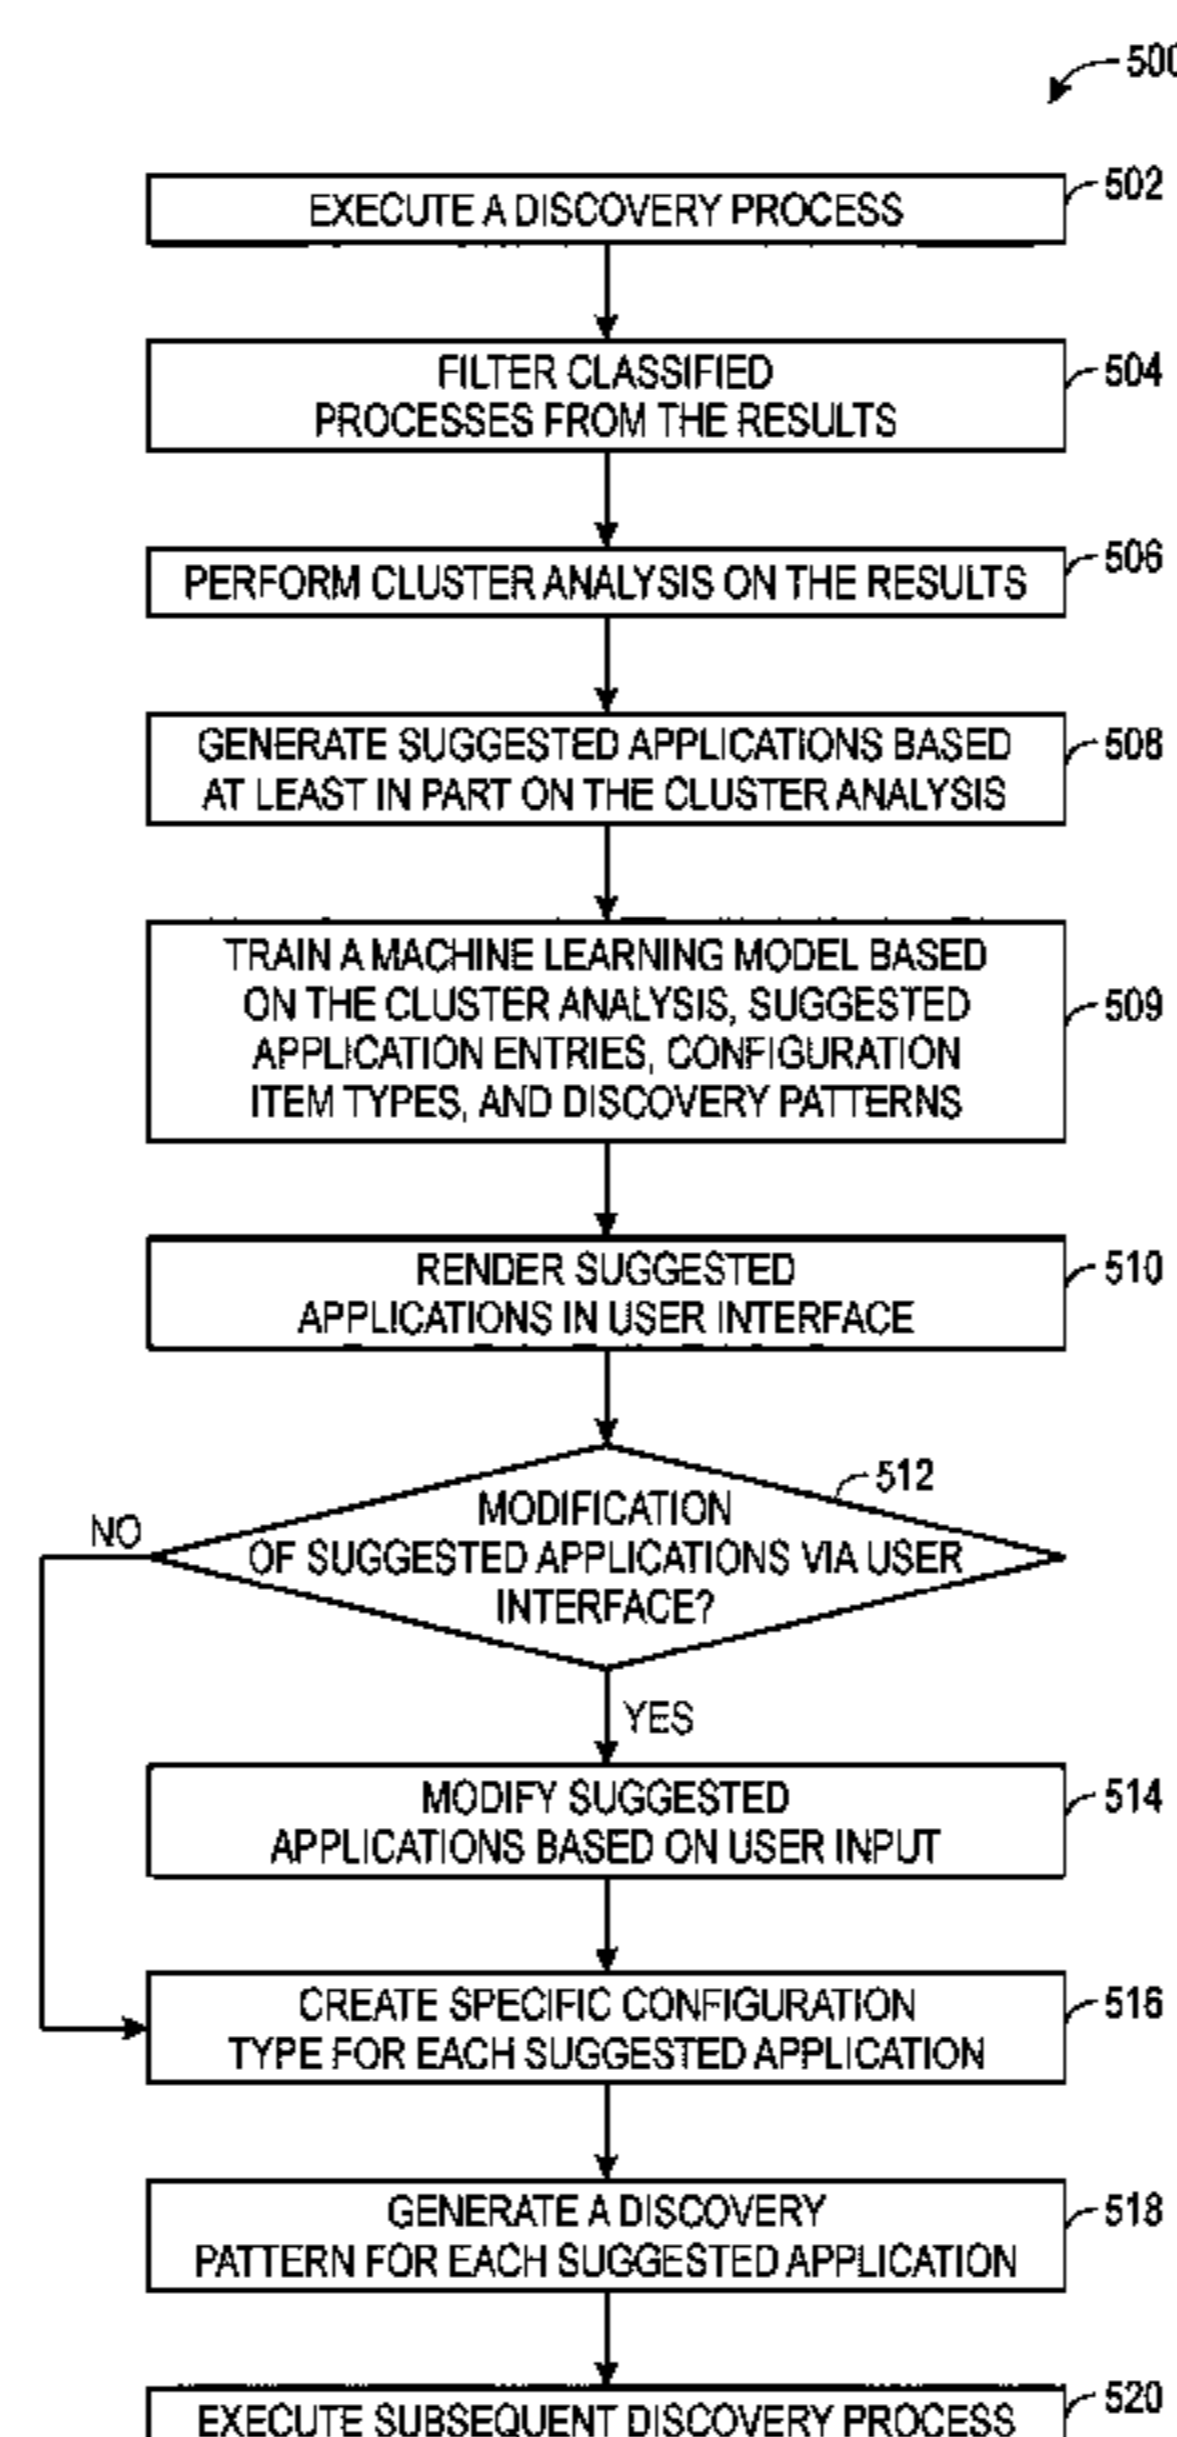 500
502
EXECUTE A DISCOVERY PROCESS
504
FILTER CLASSIFIED
PROCESSES FROM THE RESULTS
506
PERFORM CLUSTER ANALYSIS ON THE RESULTS
508
GENERATE SUGGESTED APPLICATIONS BASED
AT LEAST IN PART ON THE CLUSTER ANALYSIS
509
TRAIN A MACHINE LEARNING MODEL BASED
ON THE CLUSTER ANALYSIS, SUGGESTED
APPLICATION ENTRIES, CONFIGURATION
ITEM TYPES, AND DISCOVERY PATTERNS
510
RENDER SUGGESTED
APPLICATIONS IN USER INTERFACE
512
MODIFICATION
OF SUGGESTED APPLICATIONS VIA USER
INTERFACE?
NO
YES
514
MODIFY SUGGESTED
APPLICATIONS BASED ON USER INPUT
516
CREATE SPECIFIC CONFIGURATION
TYPE FOR EACH SUGGESTED APPLICATION
518
GENERATE A DISCOVERY
PATTERN FOR EACH SUGGESTED APPLICATION
520
EXECUTE SUBSEQUENT DISCOVERY PROCESS